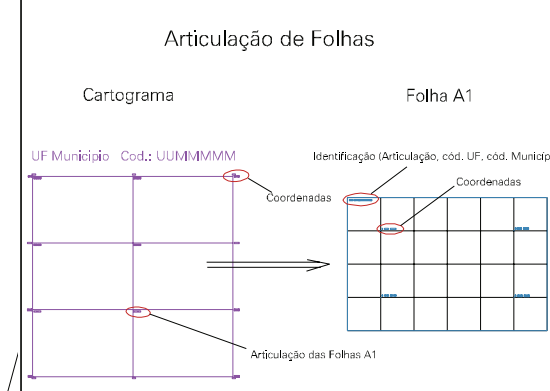 Articulação de Folhas
Cartograma
Folha A1
UF Municipio Cod.: UUMMMMM
Identificação (Articulação, cód. UF, cód. Municíp
Coordenadas
Coordenadas
Articulação das Folhas A1